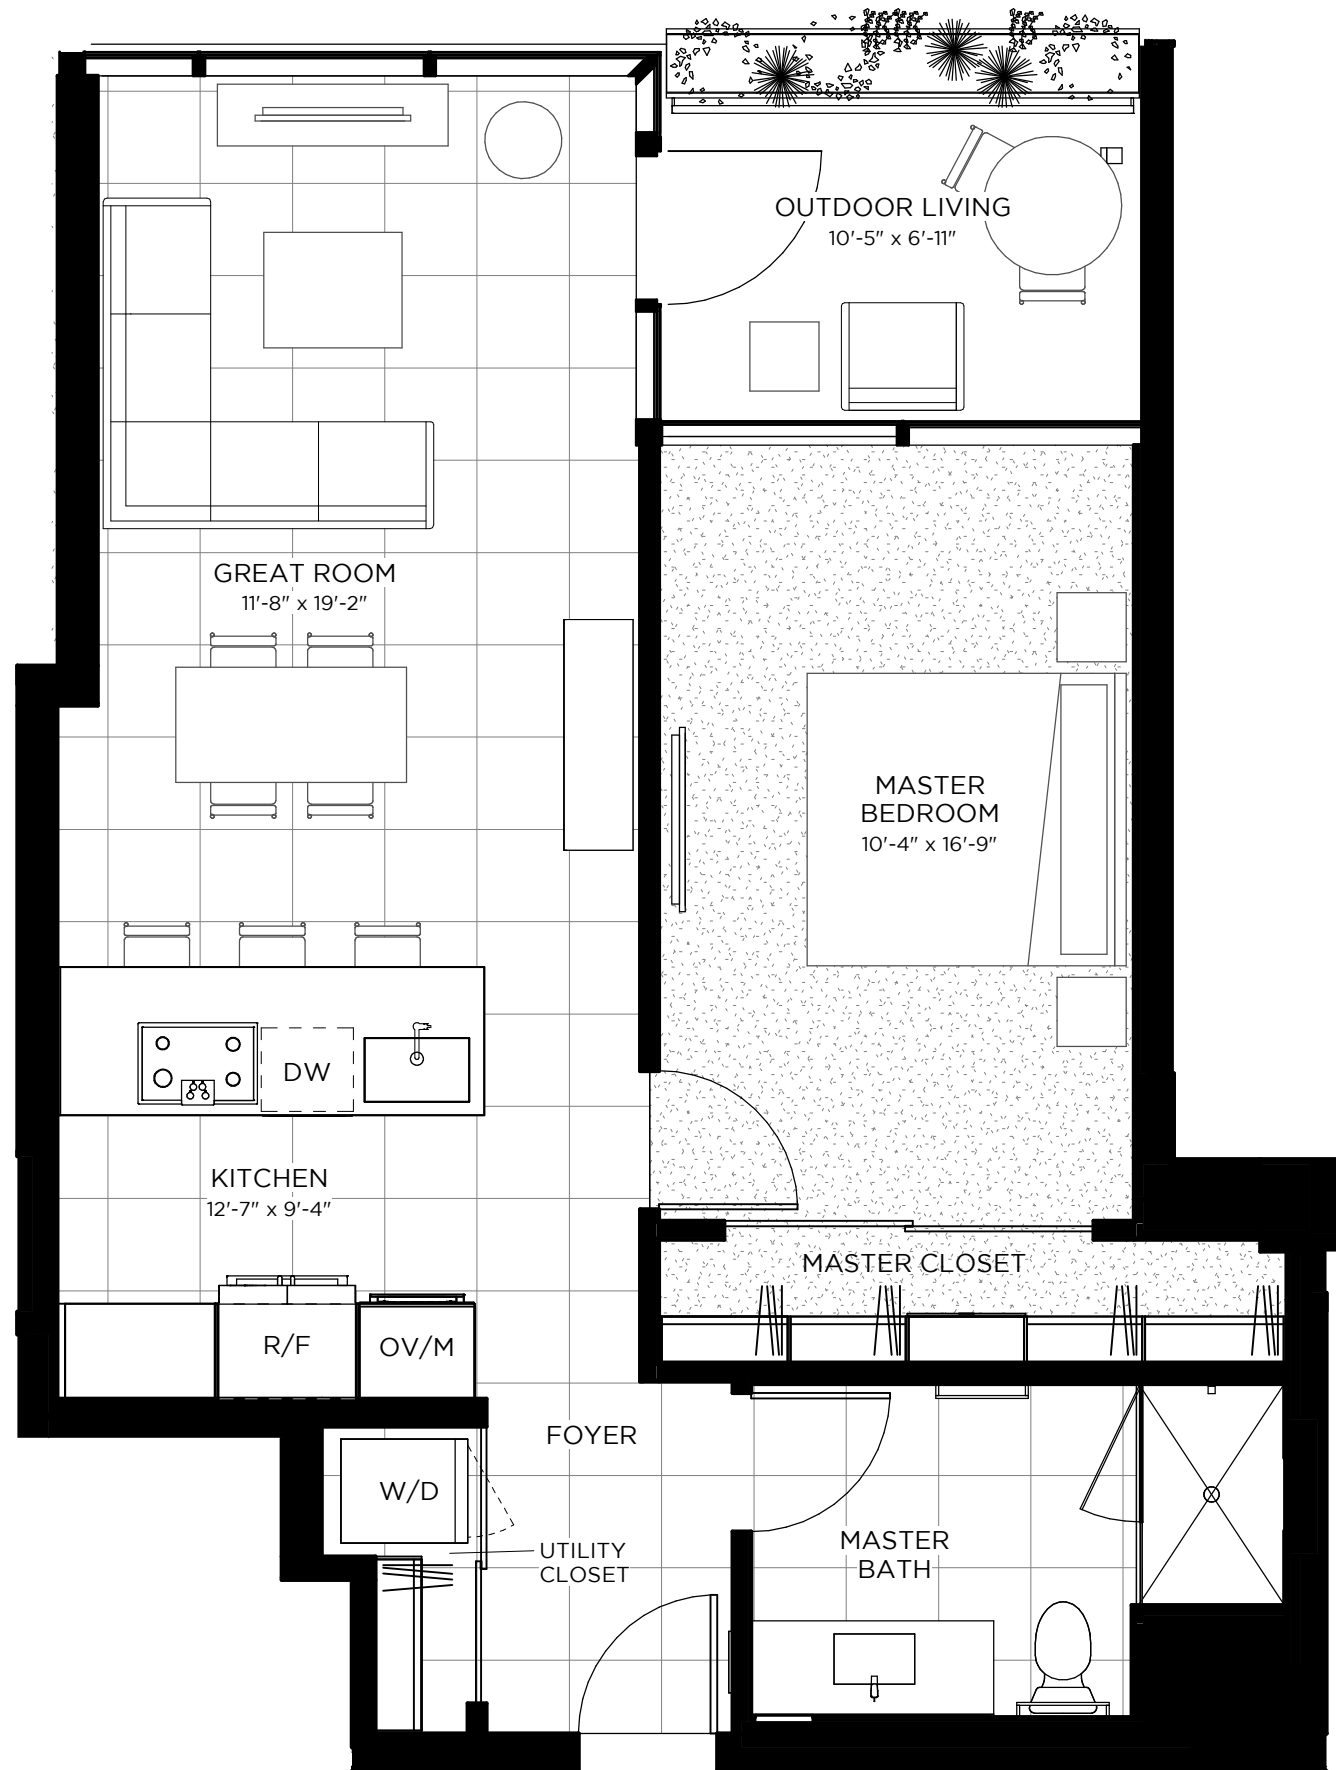 OUTDOOR LIVING
10'-5" x 6'-11"
GREAT ROOM
11'-8" x 19'-2"
MASTER
BEDROOM
10'-4" x 16'-9"
DW
KITCHEN
12'-7" x 9'-4"
MASTER CLOSET
R/F
OV/M
FOYER
W/D
UTILITY
CLOSET
MASTER
BATH